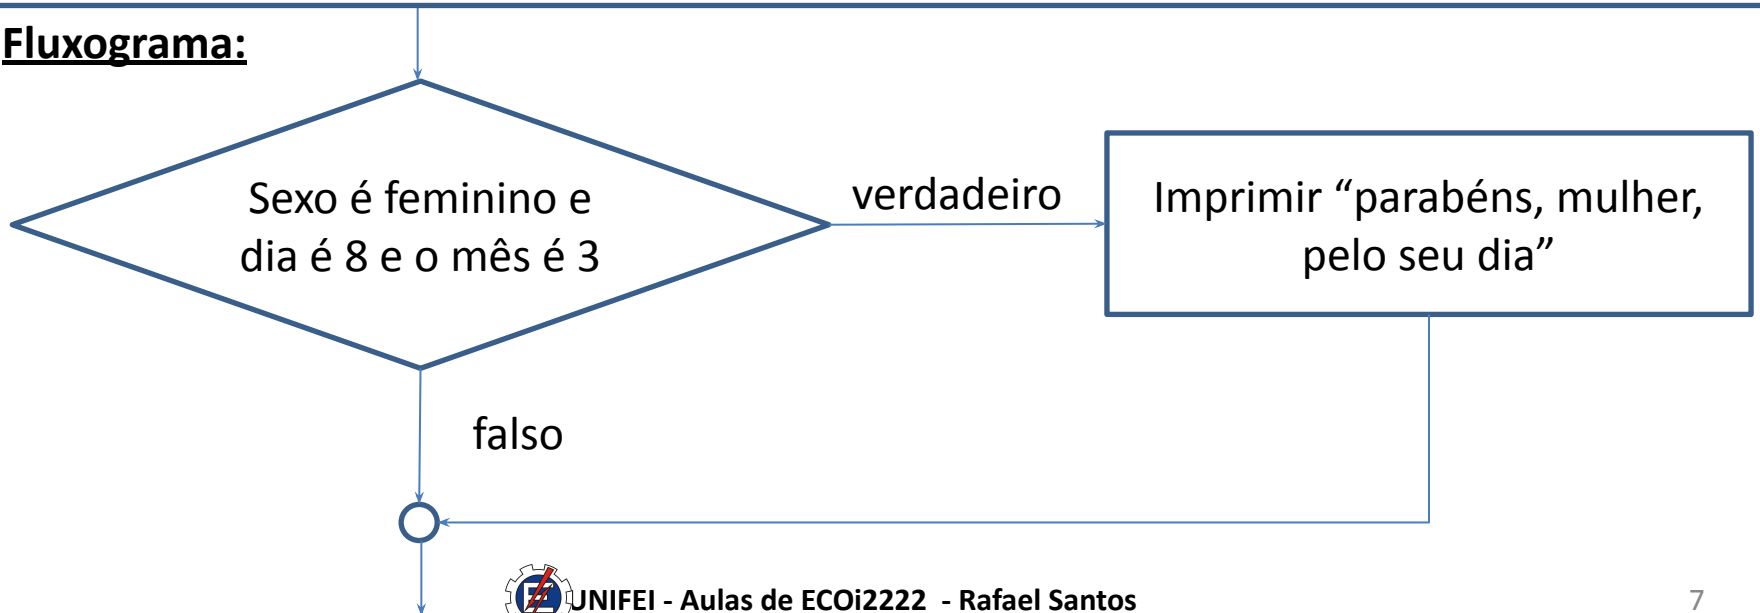 Fluxograma:
Sexo é feminino e
dia é 8 e o mês é 3
verdadeiro
Imprimir “parabéns, mulher,
pelo seu dia”
falso
UNIFEI - Aulas de ECOi2222 - Rafael Santos
7